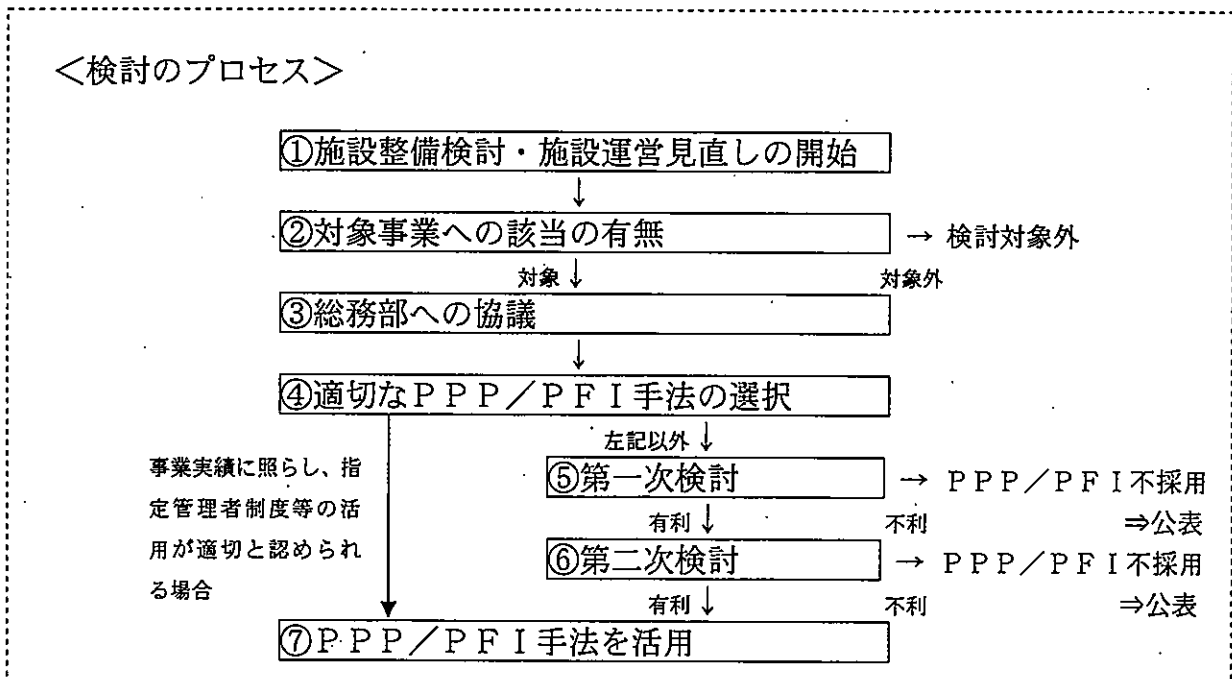 ＜検討のプロセス＞
①施設整備検討・施設運営見直しの開始
↓
②対象事業への該当の有無 → 検討対象外
対象 ↓ 対象外
③総務部への協議
↓
④適切なＰＰＰ／ＰＦＩ手法の選択
左記以外 ↓
事業実績に照らし、指
定管理者制度等の活
用が適切と認められ
る場合
⑤第一次検討 → ＰＰＰ／ＰＦＩ不採用
有利 ↓ 不利 ⇒公表
⑥第二次検討 → ＰＰＰ／ＰＦＩ不採用
有利 ↓ 不利 ⇒公表
⑦ＰＰＰ／ＰＦＩ手法を活用